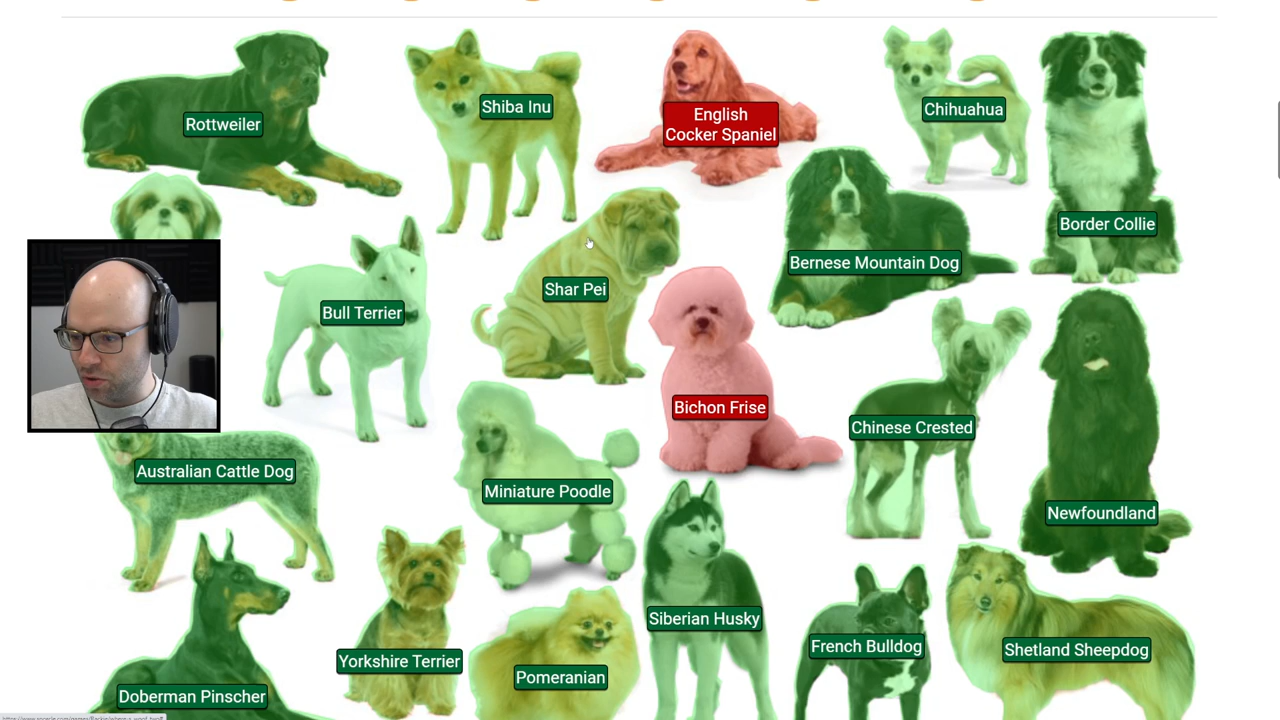 Rottweiler
Shiba Inu
English
Cocker Spaniel
Chihuahua
Border Collie
Bernese Mountain Dog
Shar Pei
Bull Terrier
Bichon Frise
Chinese Crested
Australian Cattle Dog
Miniature Poodle
Newfoundland
Siberian Husky
French Bulldog
Shetland Sheepdog
Yorkshire Terrier
Pomeranian
Doberman Pinscher